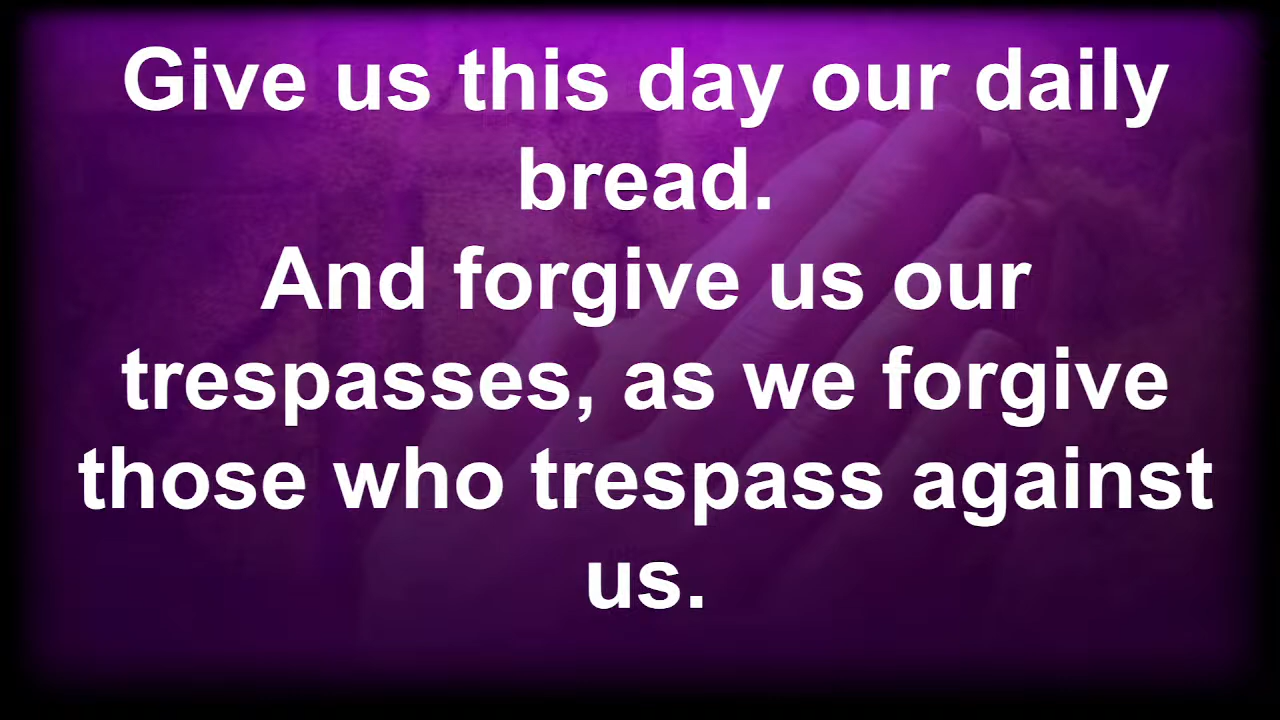 Give us this day our daily
bread.
And forgive us our
trespasses, as we forgive
those who trespass against
us.